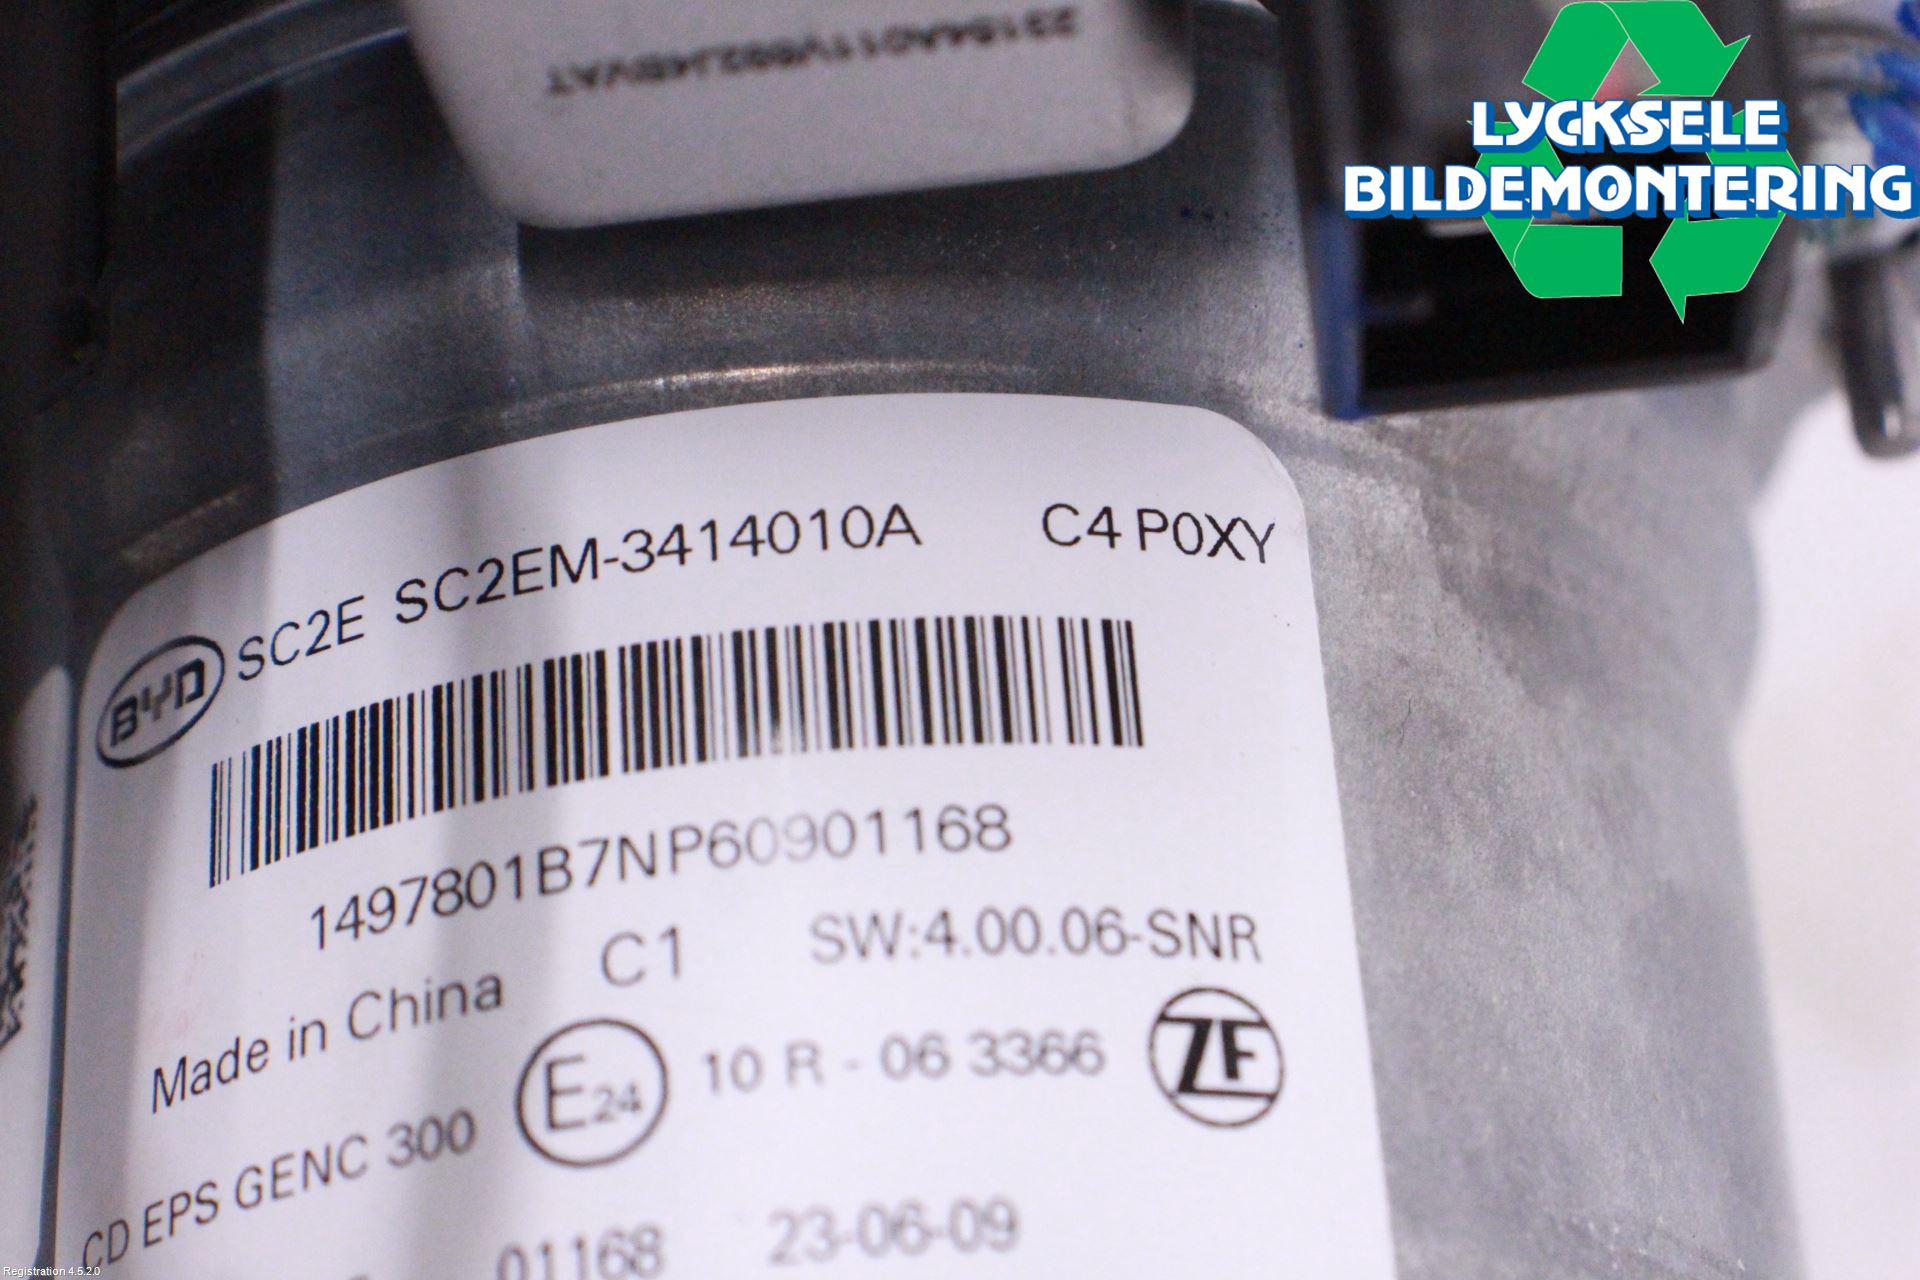 LYCKSELE
BILDEMONTERING
BYD SC2E SC2EM-3414010A C4 P0XY
1497801B7NP60901168
Made in China C1 SW:4.00.06-SNR
CD EPS GENC 300 E24 10 R - 06 3366 ZF
01168 23-06-09
Registration 4.5.2.0